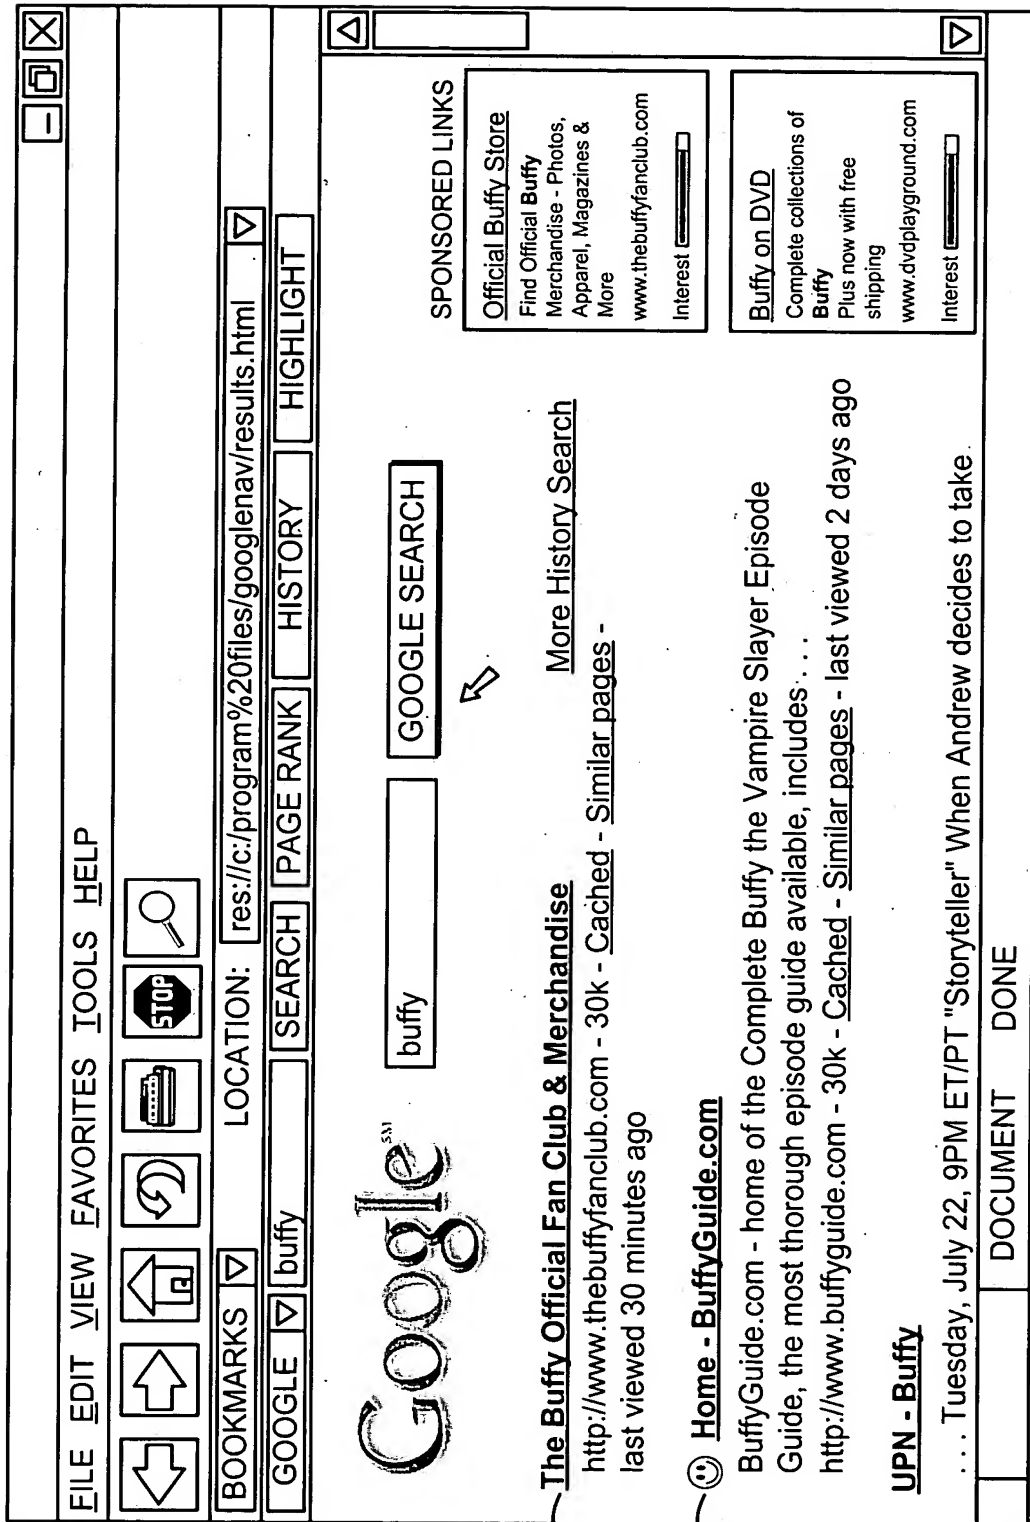 FILE EDIT VIEW FAVORITES TOOLS HELP
STOP
BOOKMARKS LOCATION: res://c:/program%20files/googlenav/results.html
GOOGLE buffy SEARCH PAGE RANK HISTORY HIGHLIGHT
Google SM buffy GOOGLE SEARCH
More History Search
The Buffy Official Fan Club & Merchandise
http://www.thebuffyfanclub.com - 30k - Cached - Similar pages -
last viewed 30 minutes ago
Home - BuffyGuide.com
BuffyGuide.com - home of the Complete Buffy the Vampire Slayer Episode
Guide, the most thorough episode guide available, includes . . .
http://www.buffyguide.com - 30k - Cached - Similar pages - last viewed 2 days ago
UPN - Buffy
. . . Tuesday, July 22, 9PM ET/PT "Storyteller" When Andrew decides to take
SPONSORED LINKS
Official Buffy Store
Find Official Buffy
Merchandise - Photos,
Apparel, Magazines &
More
www.thebuffyfanclub.com
Interest
Buffy on DVD
Complete collections of
Buffy
Plus now with free
shipping
www.dvdplayground.com
Interest
DOCUMENT DONE